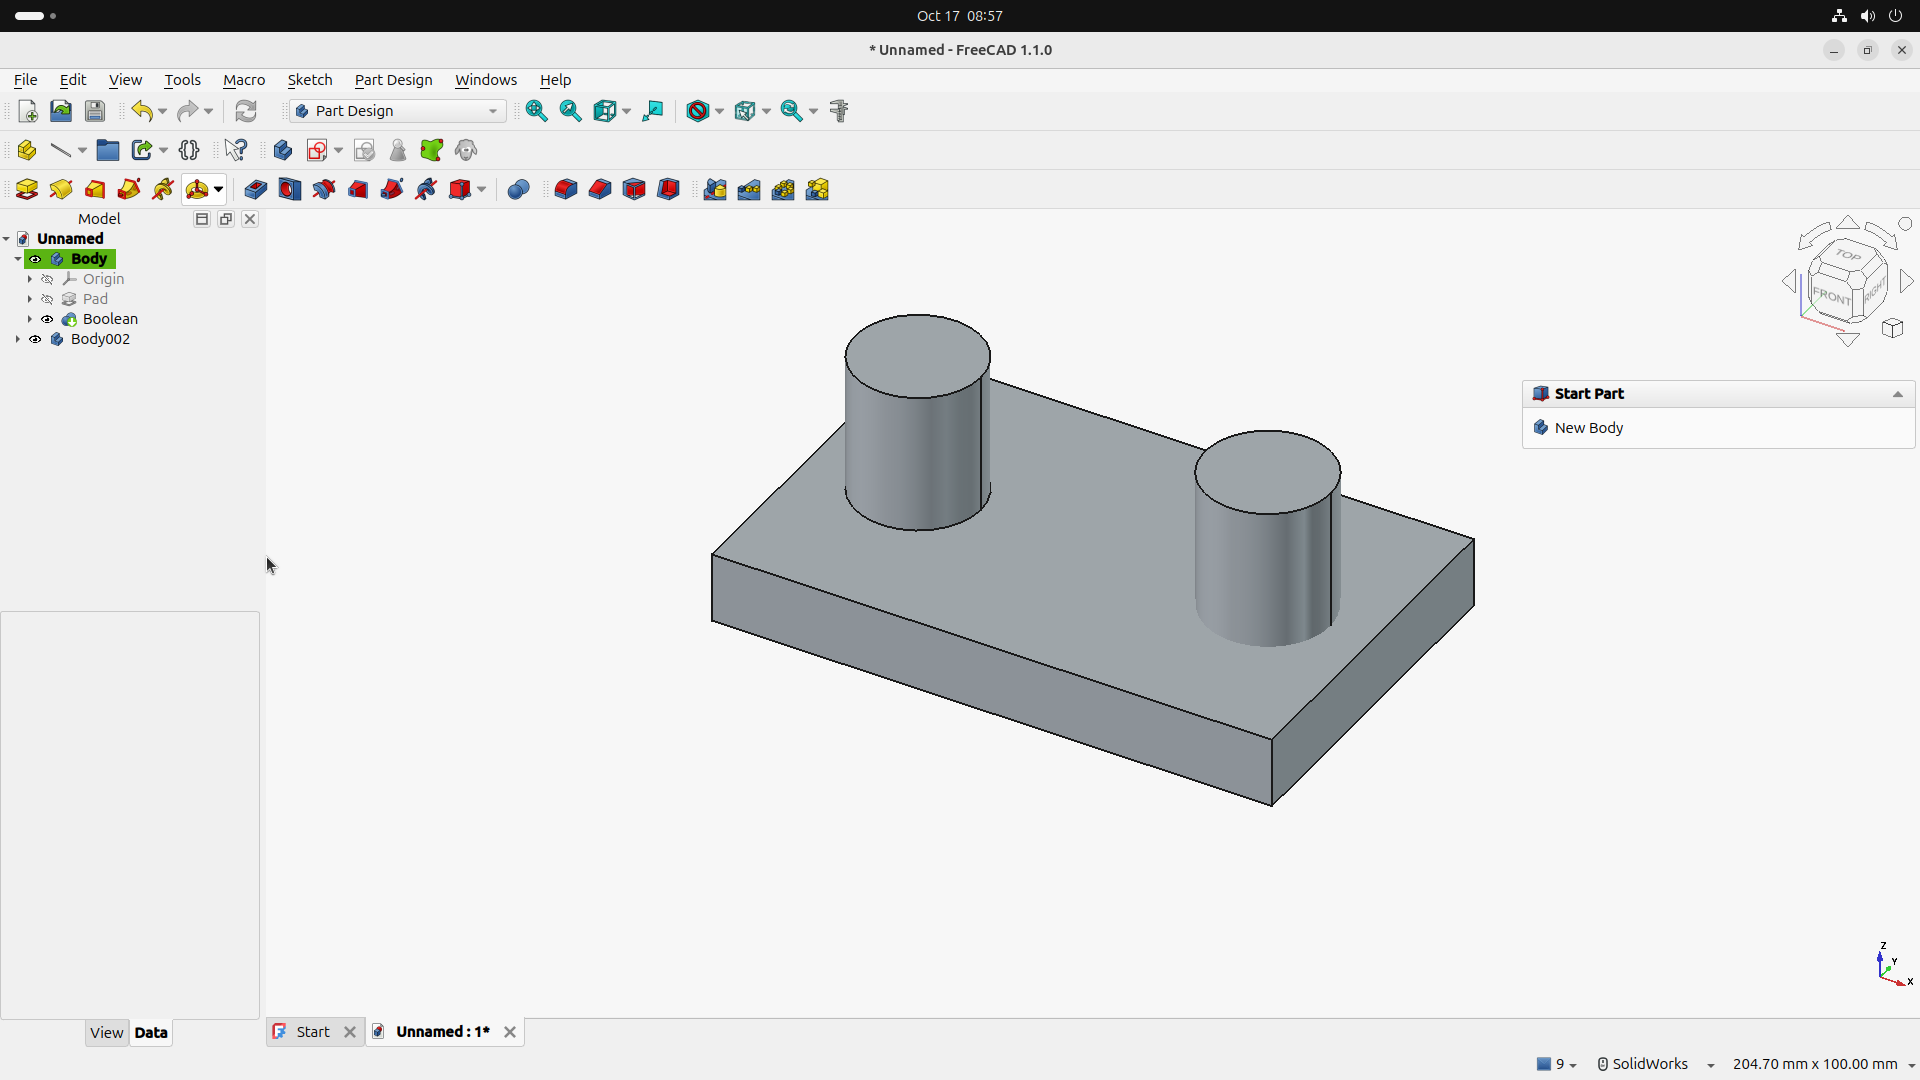 Oct 17 08:57
* Unnamed - FreeCAD 1.1.0
File Edit View Tools Macro Sketch Part Design Windows Help
Part Design
Model
Unnamed
Body
Origin
Pad
Boolean
Body002
TOP
FRONT
RIGHT
Start Part
New Body
Z
Y
X
View Data
Start
Unnamed : 1*
9
SolidWorks
204.70 mm x 100.00 mm